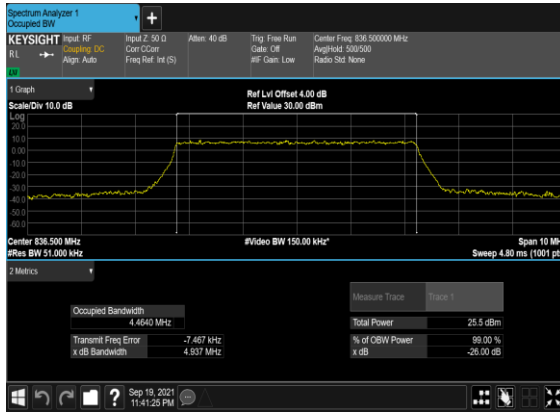 Spectrum Analyzer 1
Occupied BW
+
KEYSIGHT
RL
Input: RF
Coupling: DC
Align: Auto
Input Z: 50 Ω
Corr CCorr
Freq Ref: Int (S)
Atten: 40 dB
Trig: Free Run
Gate: Off
#IF Gain: Low
Center Freq: 836.500000 MHz
Avg|Hold: 500/500
Radio Std: None
LW
1 Graph
Scale/Div 10.0 dB
Ref Lvl Offset 4.00 dB
Ref Value 30.00 dBm
Log
20.0
10.0
0.00
-10.0
-20.0
-30.0
-40.0
-50.0
-60.0
Center 836.500 MHz
#Res BW 51.000 kHz
#Video BW 150.00 kHz*
Span 10 MH
Sweep 4.80 ms (1001 pt
2 Metrics
Measure Trace Trace 1
Occupied Bandwidth
4.4640 MHz
Total Power 25.5 dBm
Transmit Freq Error -7.467 kHz
% of OBW Power 99.00 %
x dB Bandwidth 4.937 MHz
x dB -26.00 dB
?
Sep 19, 2021
11:41:25 PM